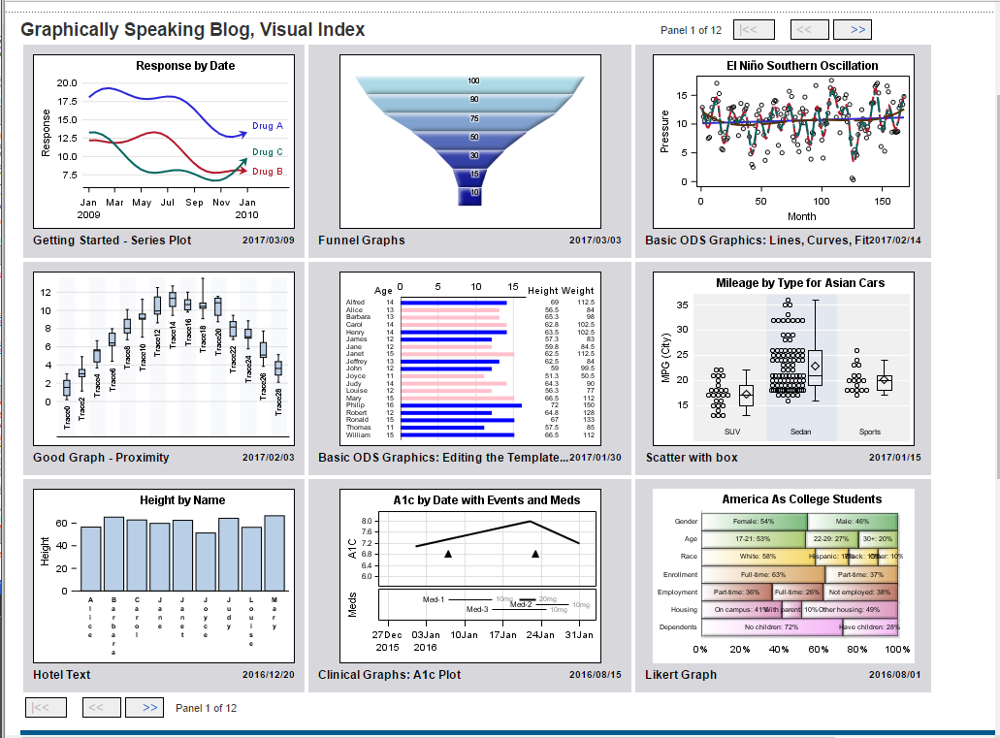 Graphically Speaking Blog, Visual Index
Panel 1 of 12 |<< << >>
Response by Date
Response
20.0
17.5
15.0
12.5
10.0
7.5
Drug A
Drug C
Drug B
Jan Mar May Jul Sep Nov Jan
2009 2010
Getting Started - Series Plot 2017/03/09
100
90
75
50
30
15
10
Funnel Graphs 2017/03/03
El Niño Southern Oscillation
Pressure
15
10
5
0
0 50 100 150
Month
Basic ODS Graphics: Lines, Curves, Fit2017/02/14
12
10
8
6
4
2
0
Trace0 Trace2 Trace4 Trace6 Trace8 Trace10 Trace12 Trace14 Trace16 Trace18 Trace20 Trace22 Trace24 Trace26 Trace28
Good Graph - Proximity 2017/02/03
Age 0 5 10 15 Height Weight
Alfred 14 69 112.5
Alice 13 56.5 84
Barbara 13 65.3 98
Carol 14 62.8 102.5
Henry 14 63.5 102.5
James 12 57.3 83
Jane 12 59.8 84.5
Janet 15 62.5 112.5
Jeffrey 13 62.5 84
John 12 59 99.5
Joyce 11 51.3 50.5
Judy 14 64.3 90
Louise 12 56.3 77
Mary 15 66.5 112
Philip 16 72 150
Robert 12 64.8 128
Ronald 15 67 133
Thomas 11 57.5 85
William 15 66.5 112
Basic ODS Graphics: Editing the Template...2017/01/30
Mileage by Type for Asian Cars
MPG (City)
35
30
25
20
15
SUV Sedan Sports
Scatter with box 2017/01/15
Height by Name
Height
60
40
20
0
Alice Barbara Carol Jane Janet Joyce Judy Louise Mary
Hotel Text 2016/12/20
A1c by Date with Events and Meds
A1C
8.0
7.6
7.2
6.8
6.4
6.0
Meds
Med-1 10mg 20mg
Med-2 10mg
Med-3 10mg
27Dec 03Jan 10Jan 17Jan 24Jan 31Jan
2015 2016
Clinical Graphs: A1c Plot 2016/08/15
America As College Students
Gender Female: 54% Male: 46%
Age 17-21: 53% 22-29: 27% 30+: 20%
Race White: 58% Hispanic: 10%
Enrollment Full-time: 63% Part-time: 37%
Employment Part-time: 36% Full-time: 26% Not employed: 38%
Housing On campus: 41% parent: 10% Other housing: 49%
Dependents No children: 72% Have children: 28%
0% 20% 40% 60% 80% 100%
Likert Graph 2016/08/01
|<< << >> Panel 1 of 12